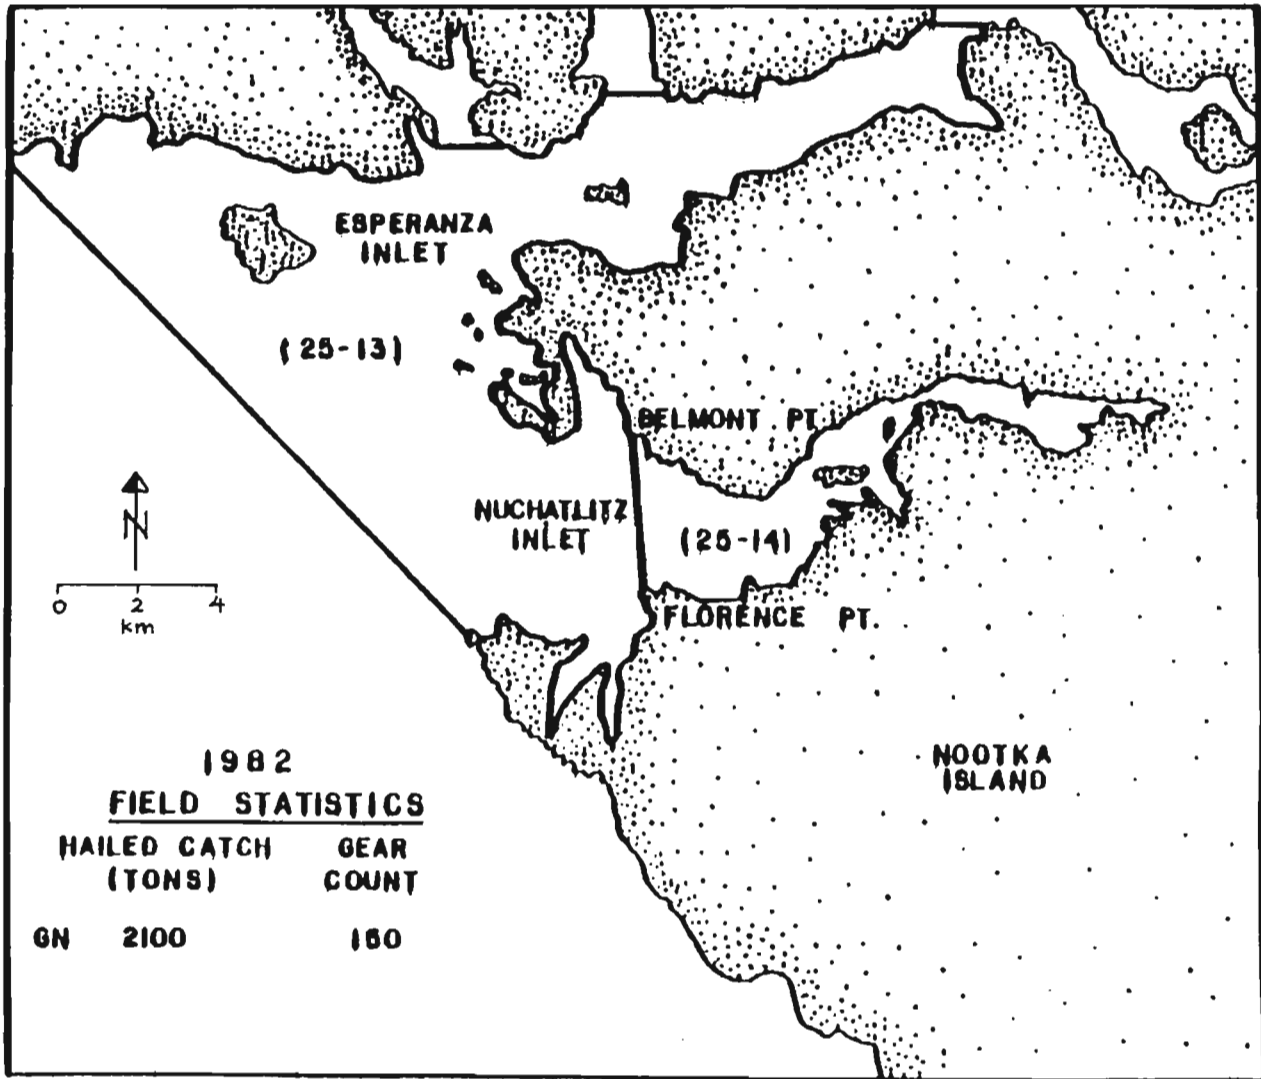 ESPERANZA
INLET
(25-13)
BELMONT PT.
NUCHATLITZ
INLET
(25-14)
N
0 2 4
km
FLORENCE PT.
NOOTKA
ISLAND
1982
FIELD STATISTICS
HAILED CATCH GEAR
(TONS) COUNT
GN 2100 150